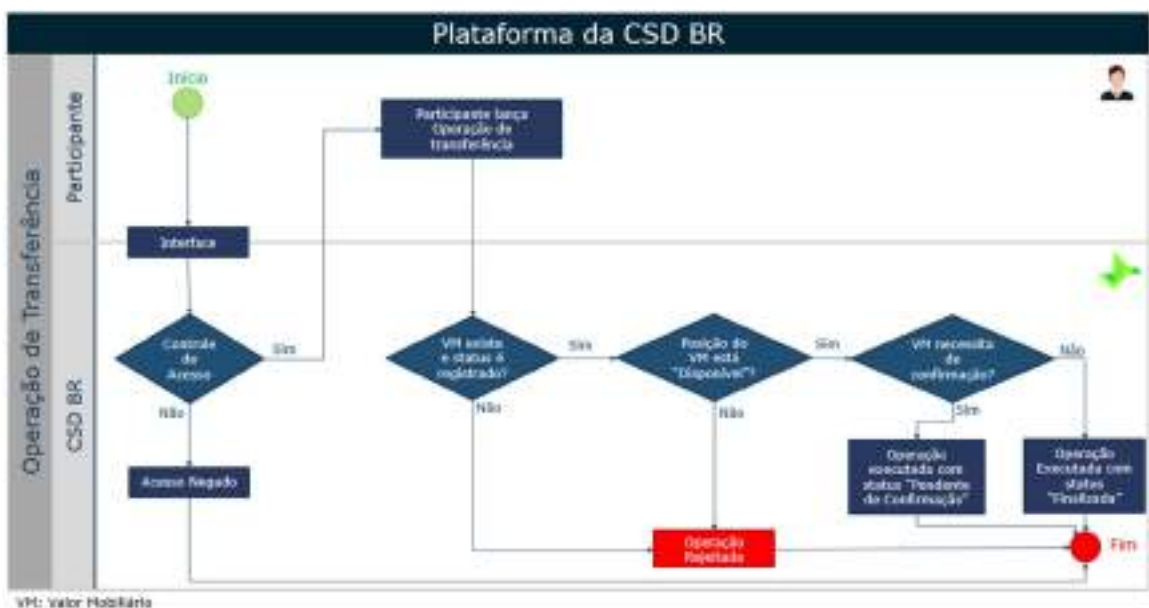 Plataforma da CSD BR
Operação de Transferência
Participante
CSD BR
Início
Participante lança
Operação de
transferência
Interface
Controle
de
Acesso
Sim
Não
Acesso Negado
VM existe
e status é
registrado?
Sim
Não
Posição do
VM está
"Disponível"?
Sim
Não
VM necessita
de
confirmação?
Não
Sim
Operação
executada com
status "Pendente
de Confirmação"
Operação
Executada com
status
"Finalizada"
Operação
Rejeitada
Fim
VM: Valor Mobiliário